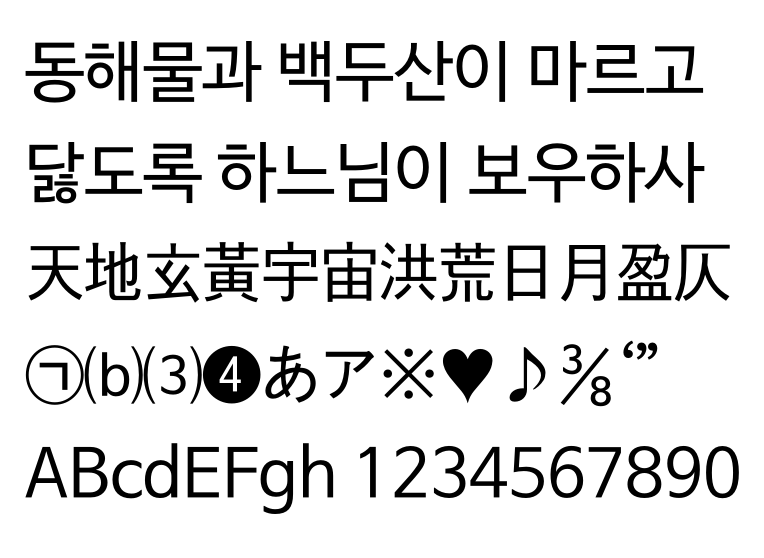 동해물과 백두산이 마르고
닳도록 하느님이 보우하사
天地玄黃宇宙洪荒日月盈仄
㉠⒝⑶❹あア※♥♪⅜‘”
ABcdEFgh 1234567890